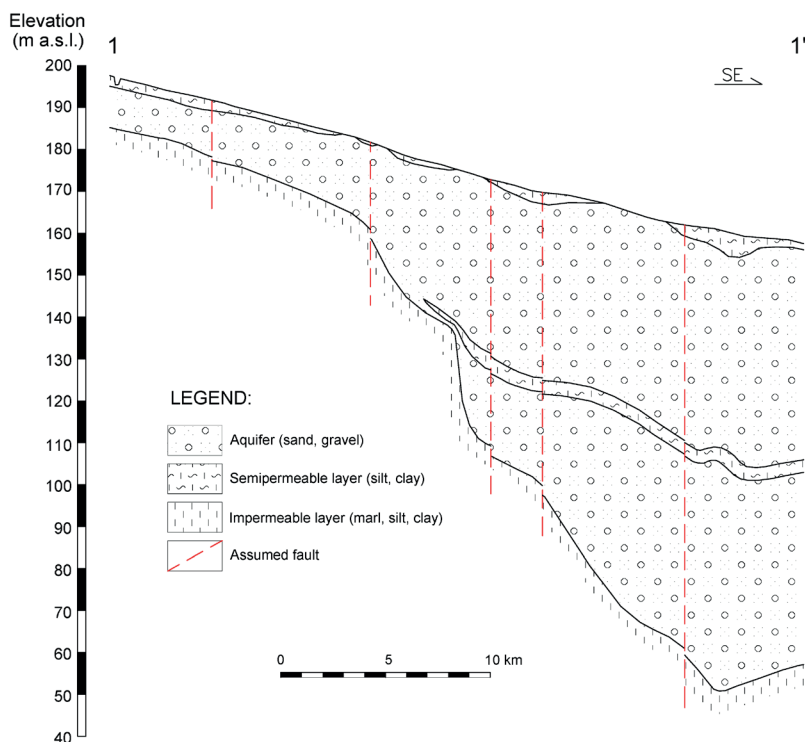 Elevation
(m a.s.l.)
1
1'
SE
200
190
180
170
160
150
140
130
120
110
100
90
80
70
60
50
40
LEGEND:
Aquifer (sand, gravel)
Semipermeable layer (silt, clay)
Impermeable layer (marl, silt, clay)
Assumed fault
0 5 10 km